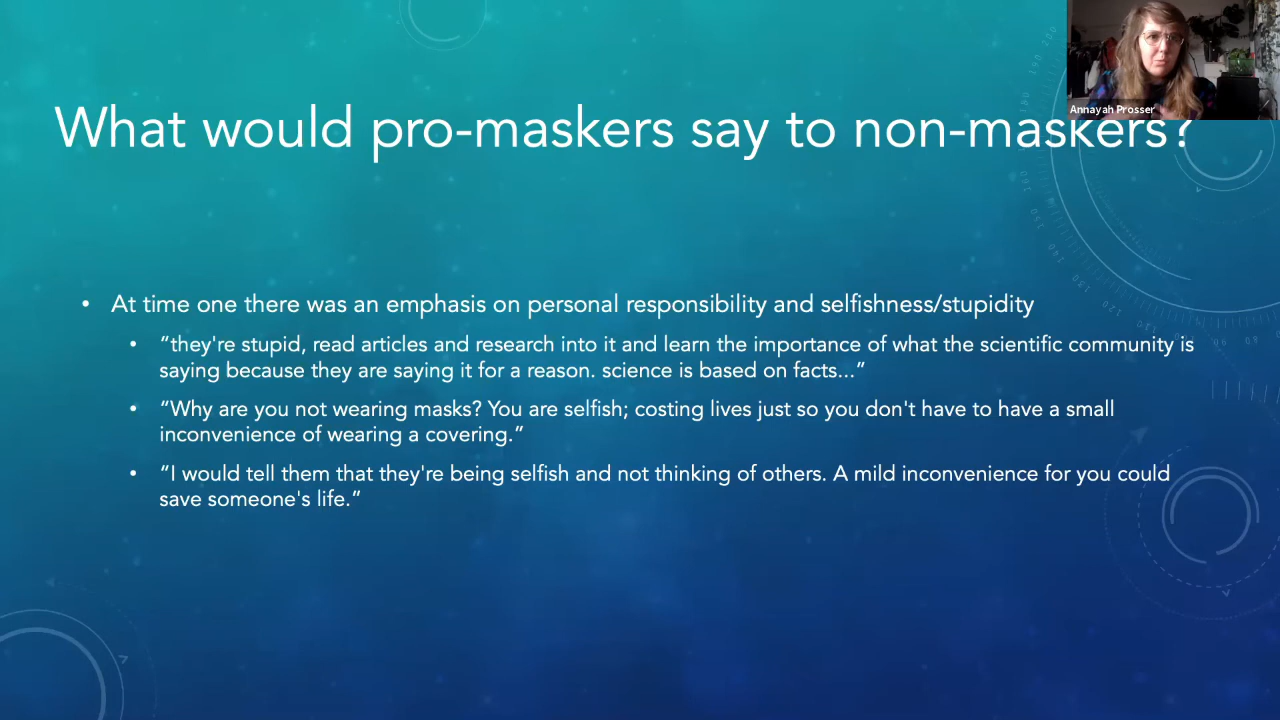 Annayah Prosser
What would pro-maskers say to non-maskers?
• At time one there was an emphasis on personal responsibility and selfishness/stupidity
• “they're stupid, read articles and research into it and learn the importance of what the scientific community is
saying because they are saying it for a reason. science is based on facts...”
• “Why are you not wearing masks? You are selfish; costing lives just so you don't have to have a small
inconvenience of wearing a covering.”
• “I would tell them that they're being selfish and not thinking of others. A mild inconvenience for you could
save someone's life.”